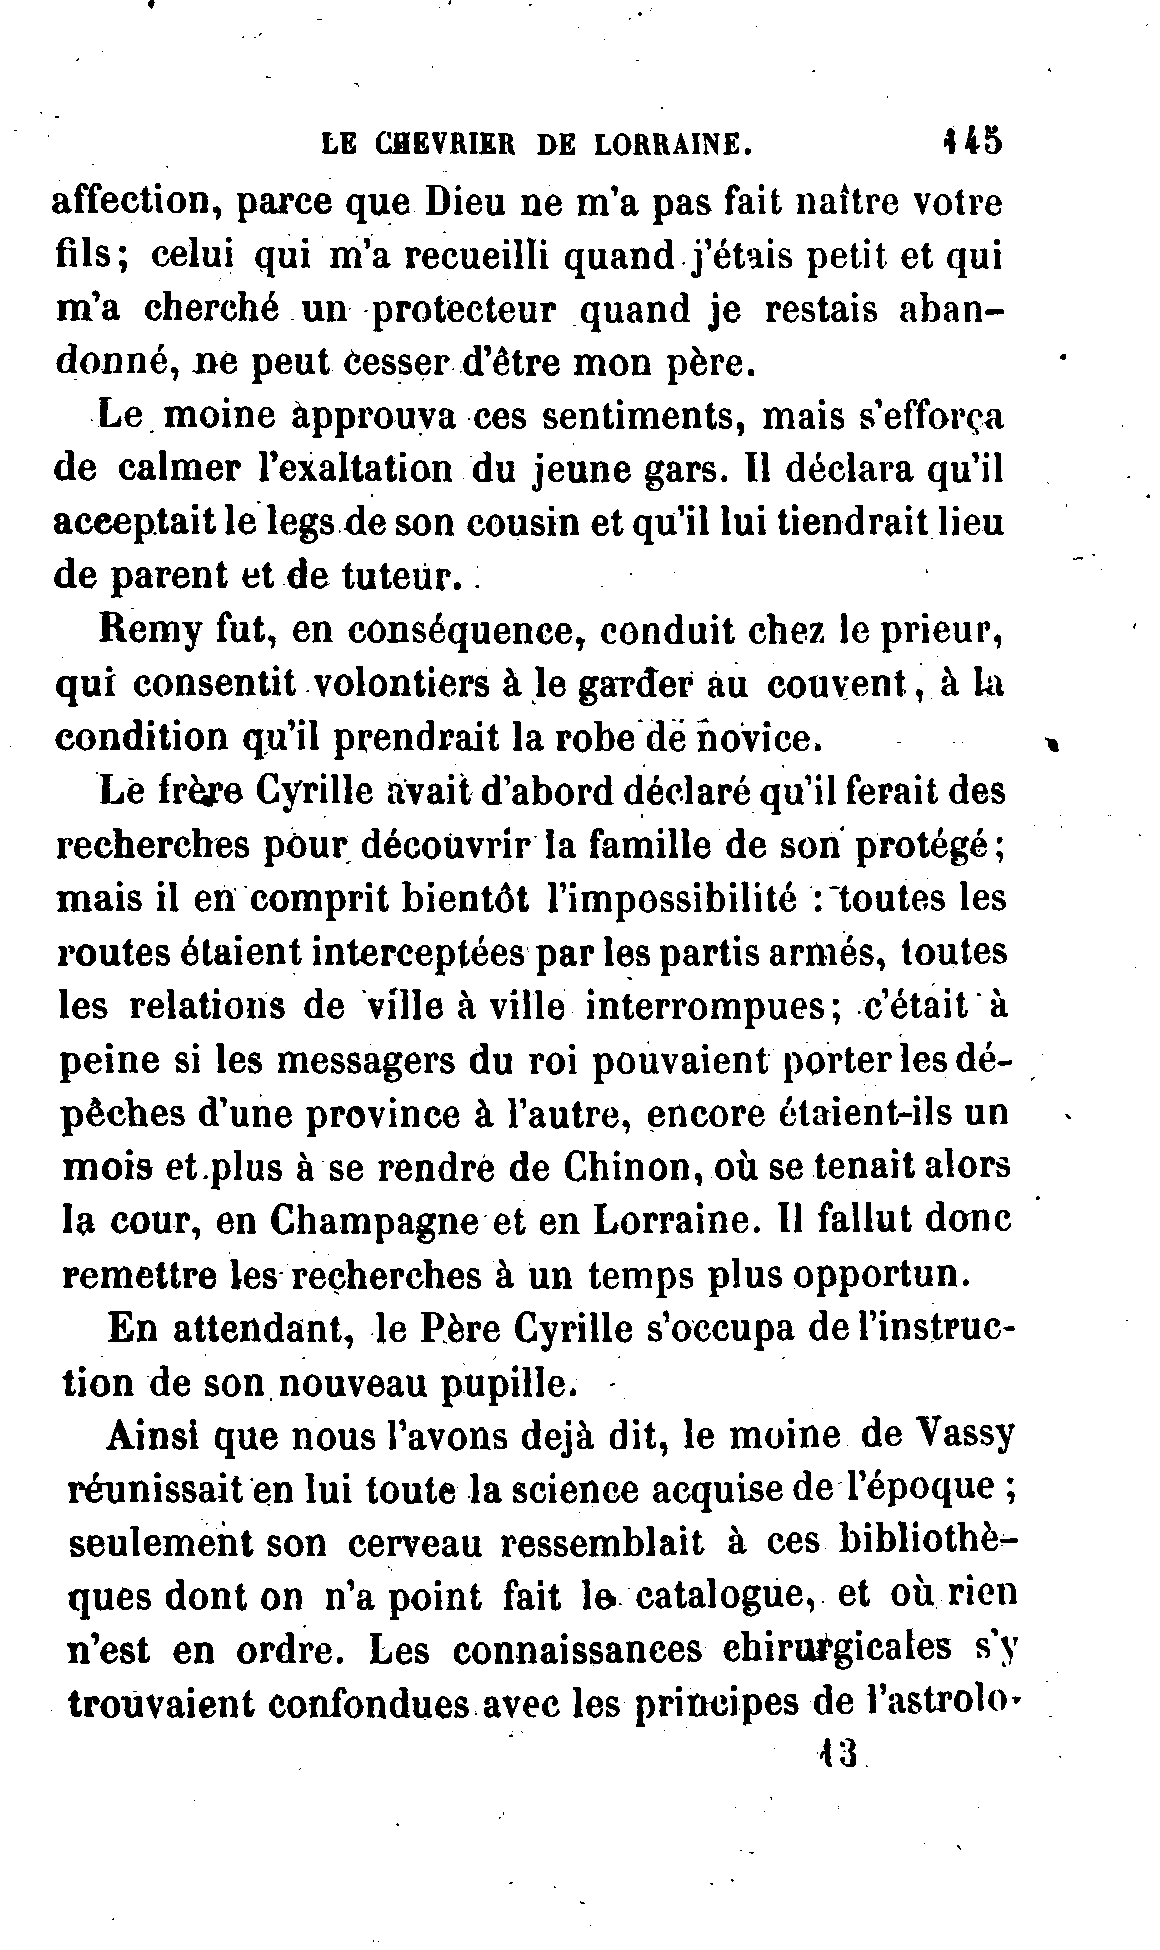 LE CHEVRIER DE LORRAINE. 145
affection, parce que Dieu ne m'a pas fait naître votre
fils; celui qui m'a recueilli quand j'étais petit et qui
m'a cherché un protecteur quand je restais aban-
donné, ne peut cesser d'être mon père.
Le moine approuva ces sentiments, mais s'efforça
de calmer l'exaltation du jeune gars. Il déclara qu'il
acceptait le legs de son cousin et qu'il lui tiendrait lieu
de parent et de tuteur.
Remy fut, en conséquence, conduit chez le prieur,
qui consentit volontiers à le garder au couvent, à la
condition qu'il prendrait la robe de novice.
Le frère Cyrille avait d'abord déclaré qu'il ferait des
recherches pour découvrir la famille de son protégé;
mais il en comprit bientôt l'impossibilité : toutes les
routes étaient interceptées par les partis armés, toutes
les relations de ville à ville interrompues; c'était à
peine si les messagers du roi pouvaient porter les dé-
pêches d'une province à l'autre, encore étaient-ils un
mois et plus à se rendre de Chinon, où se tenait alors
la cour, en Champagne et en Lorraine. Il fallut donc
remettre les recherches à un temps plus opportun.
En attendant, le Père Cyrille s'occupa de l'instruc-
tion de son nouveau pupille.
Ainsi que nous l'avons dejà dit, le moine de Vassy
réunissait en lui toute la science acquise de l'époque ;
seulement son cerveau ressemblait à ces bibliothè-
ques dont on n'a point fait le catalogue, et où rien
n'est en ordre. Les connaissances chirurgicales s'y
trouvaient confondues avec les principes de l'astrolo-
13